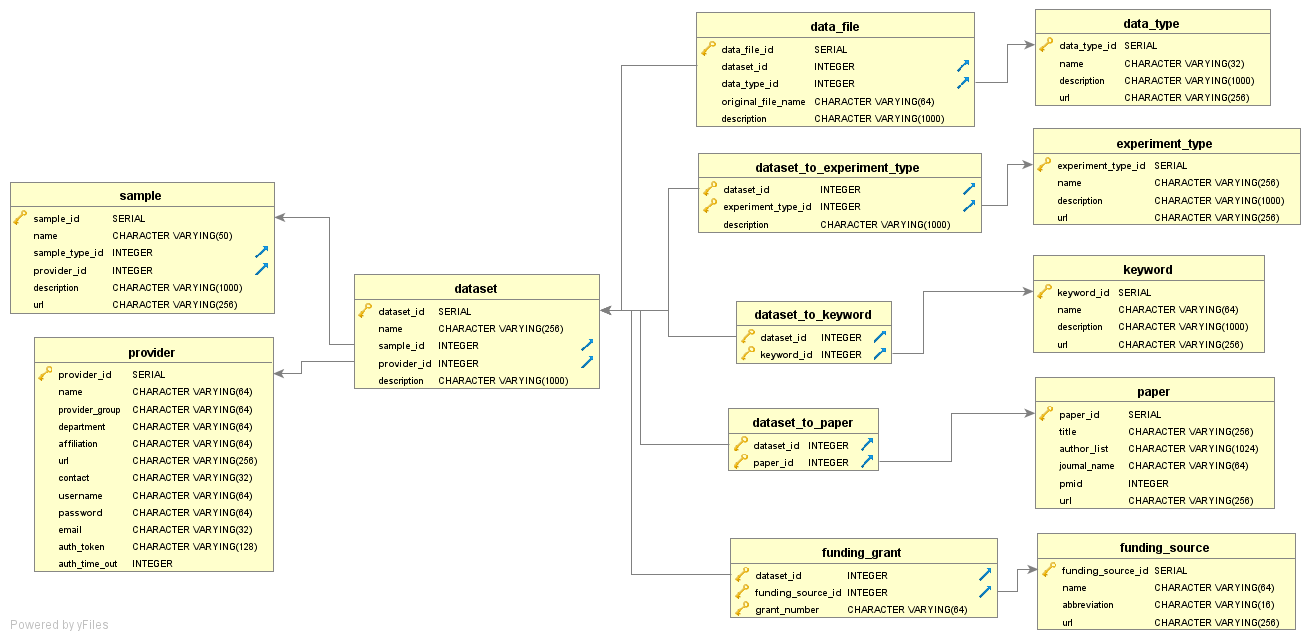 data_file
data_file_id SERIAL
dataset_id INTEGER
data_type_id INTEGER
original_file_name CHARACTER VARYING(64)
description CHARACTER VARYING(1000)
data_type
data_type_id SERIAL
name CHARACTER VARYING(32)
description CHARACTER VARYING(1000)
url CHARACTER VARYING(256)
dataset_to_experiment_type
dataset_id INTEGER
experiment_type_id INTEGER
description CHARACTER VARYING(1000)
experiment_type
experiment_type_id SERIAL
name CHARACTER VARYING(256)
description CHARACTER VARYING(1000)
url CHARACTER VARYING(256)
sample
sample_id SERIAL
name CHARACTER VARYING(50)
sample_type_id INTEGER
provider_id INTEGER
description CHARACTER VARYING(1000)
url CHARACTER VARYING(256)
dataset
dataset_id SERIAL
name CHARACTER VARYING(256)
sample_id INTEGER
provider_id INTEGER
description CHARACTER VARYING(1000)
dataset_to_keyword
dataset_id INTEGER
keyword_id INTEGER
keyword
keyword_id SERIAL
name CHARACTER VARYING(64)
description CHARACTER VARYING(1000)
url CHARACTER VARYING(256)
provider
provider_id SERIAL
name CHARACTER VARYING(64)
provider_group CHARACTER VARYING(64)
department CHARACTER VARYING(64)
affiliation CHARACTER VARYING(64)
url CHARACTER VARYING(256)
contact CHARACTER VARYING(32)
username CHARACTER VARYING(64)
password CHARACTER VARYING(64)
email CHARACTER VARYING(32)
auth_token CHARACTER VARYING(128)
auth_time_out INTEGER
dataset_to_paper
dataset_id INTEGER
paper_id INTEGER
paper
paper_id SERIAL
title CHARACTER VARYING(256)
author_list CHARACTER VARYING(1024)
journal_name CHARACTER VARYING(64)
pmid INTEGER
url CHARACTER VARYING(256)
funding_grant
dataset_id INTEGER
funding_source_id INTEGER
grant_number CHARACTER VARYING(64)
funding_source
funding_source_id SERIAL
name CHARACTER VARYING(64)
abbreviation CHARACTER VARYING(16)
url CHARACTER VARYING(256)
Powered by yFiles